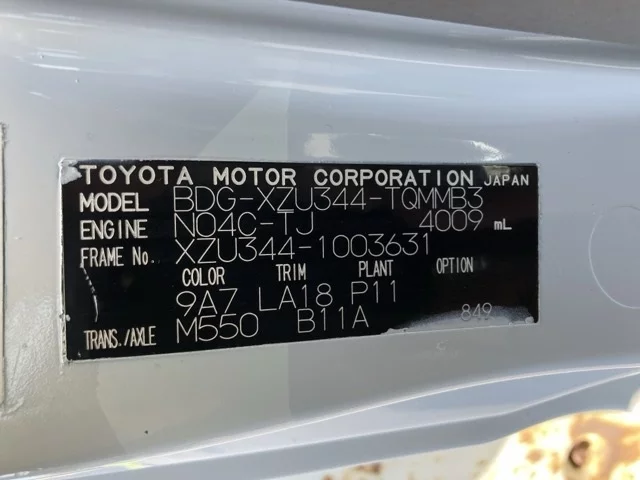 TOYOTA MOTOR CORPORATION JAPAN
MODEL BDG-XZU344-TQMMB3
ENGINE N04C-TJ 4009 mL
FRAME No. XZU344-1003631
COLOR TRIM PLANT OPTION
9A7 LA18 P11
TRANS./AXLE M550 B11A 849